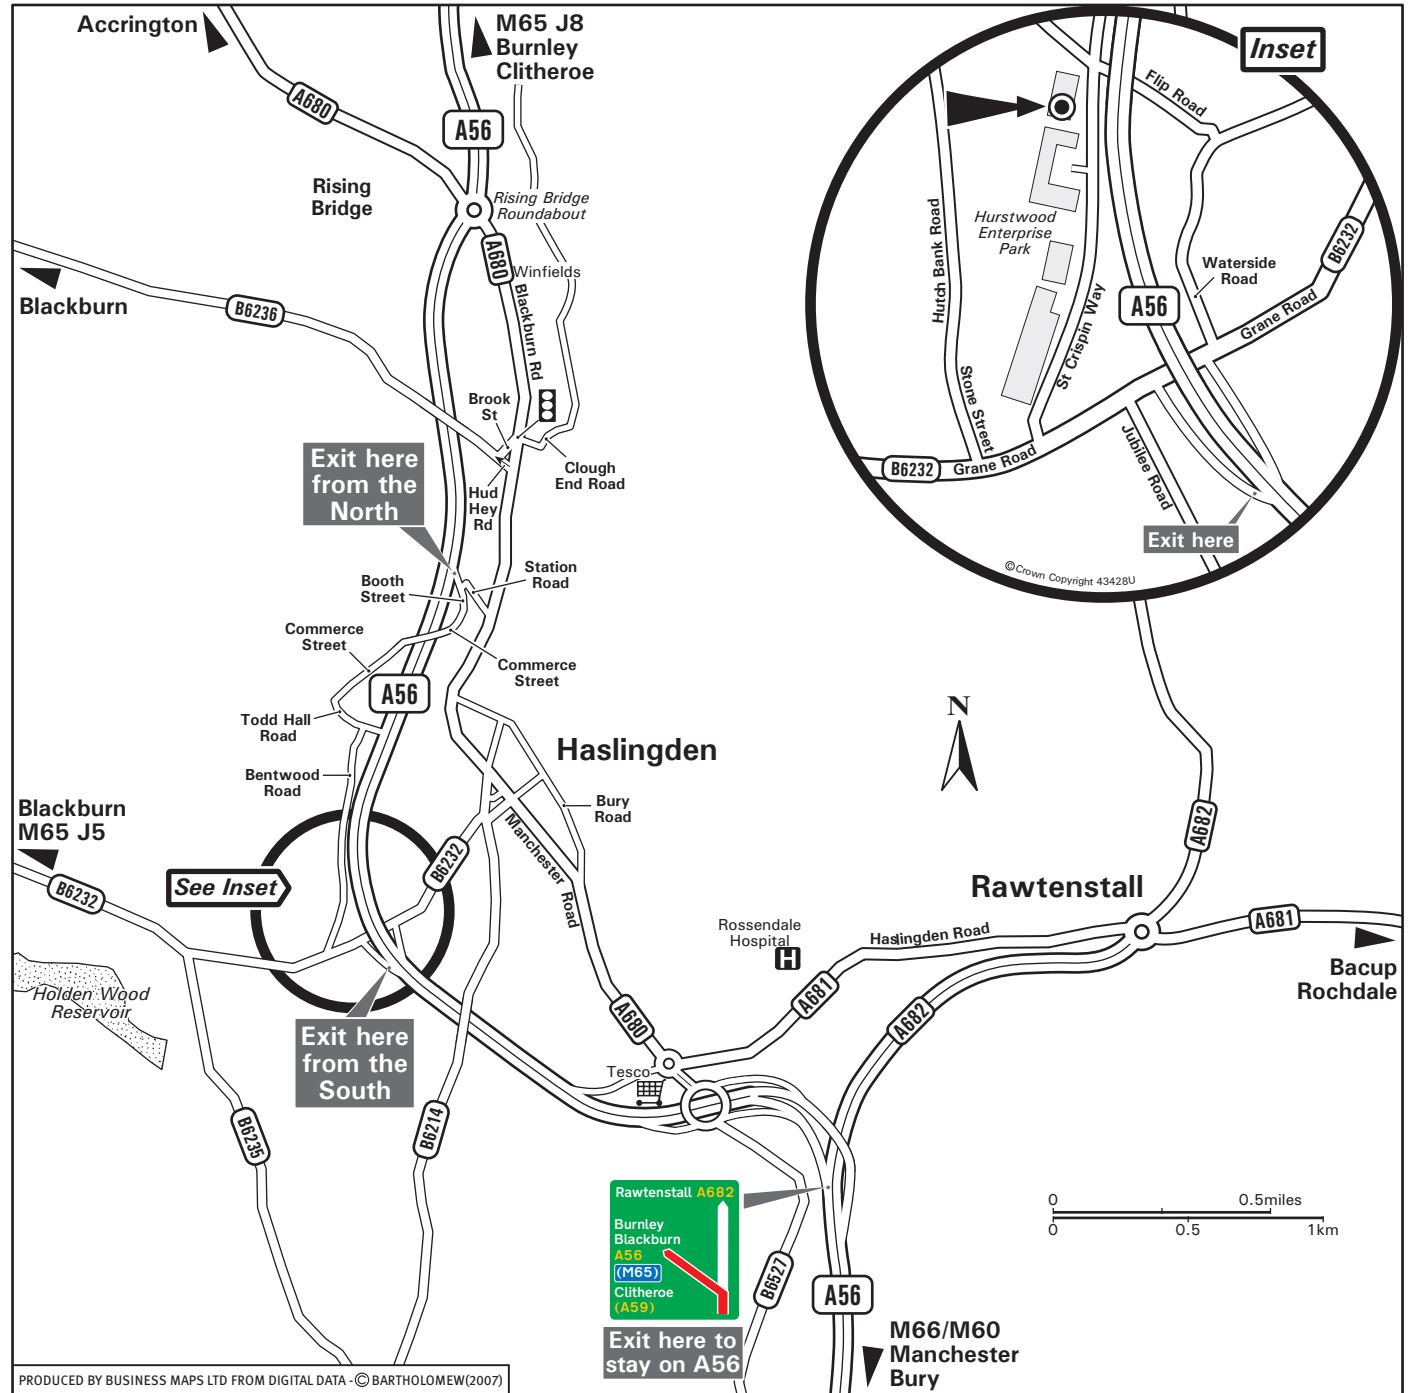 Accrington
M65 J8
Burnley
Clitheroe
A680
A56
Rising
Bridge
Rising Bridge
Roundabout
A680
Winfields
Blackburn
B6236
Blackburn Rd
Brook
St
Exit here
from the
North
Hud
Hey
Rd
Clough
End Road
Booth
Street
Station
Road
Commerce
Street
Commerce
Street
A56
Todd Hall
Road
Haslingden
Bentwood
Road
Bury
Road
Blackburn
M65 J5
B6232
See Inset
B6232
Manchester Road
Holden Wood
Reservoir
Exit here
from the
South
B6235
B6214
Rossendale
Hospital
H
Haslingden Road
Rawtenstall
A682
A681
Bacup
Rochdale
A681
A682
A680
Tesco
Rawtenstall A682
Burnley
Blackburn
A56
(M65)
Clitheroe
(A59)
Exit here to
stay on A56
B6527
A56
M66/M60
Manchester
Bury
N
0 0.5miles
0 0.5 1km
Inset
Flip Road
Hutch Bank Road
Hurstwood
Enterprise
Park
B6232
Waterside
Road
A56
Grane Road
St Crispin Way
Stone Street
B6232
Grane Road
Jubilee Road
Exit here
©Crown Copyright 43428U
PRODUCED BY BUSINESS MAPS LTD FROM DIGITAL DATA - © BARTHOLOMEW(2007)